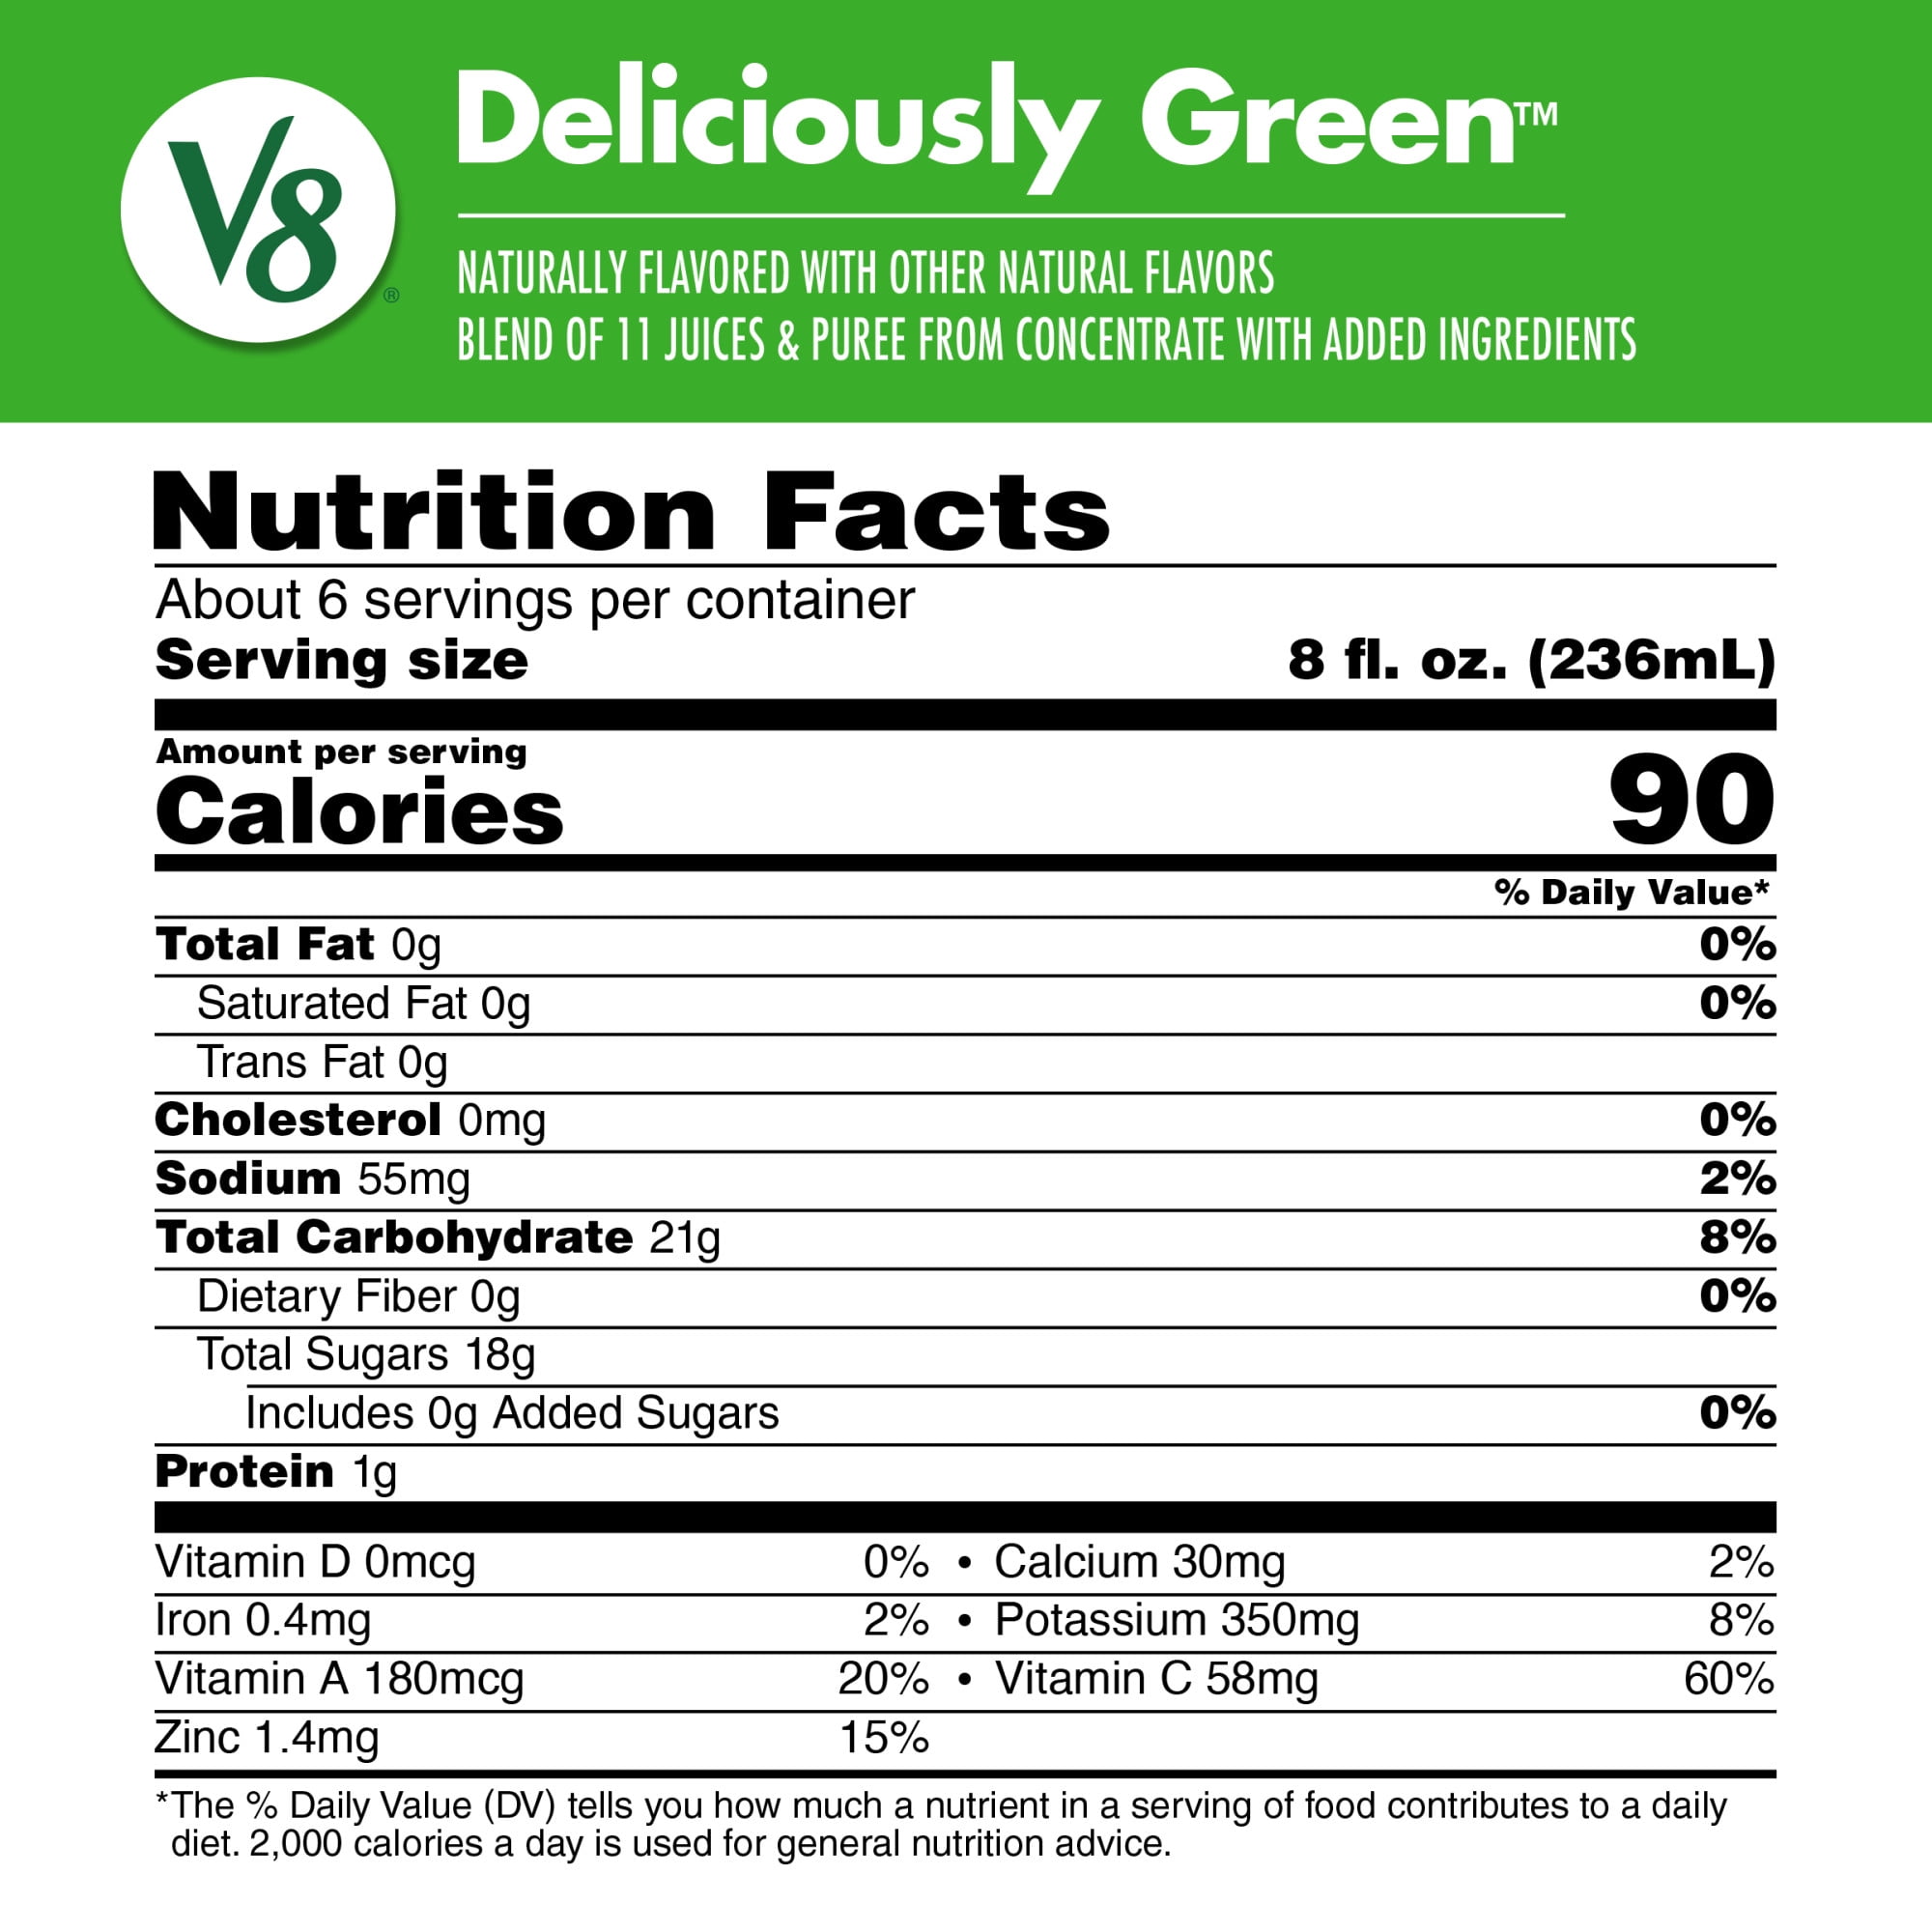 V8®
Deliciously Green™
NATURALLY FLAVORED WITH OTHER NATURAL FLAVORS
BLEND OF 11 JUICES & PUREE FROM CONCENTRATE WITH ADDED INGREDIENTS
Nutrition Facts
About 6 servings per container
Serving size 8 fl. oz. (236mL)
Amount per serving
Calories 90
% Daily Value*
Total Fat 0g 0%
Saturated Fat 0g 0%
Trans Fat 0g
Cholesterol 0mg 0%
Sodium 55mg 2%
Total Carbohydrate 21g 8%
Dietary Fiber 0g 0%
Total Sugars 18g
Includes 0g Added Sugars 0%
Protein 1g
Vitamin D 0mcg 0% • Calcium 30mg 2%
Iron 0.4mg 2% • Potassium 350mg 8%
Vitamin A 180mcg 20% • Vitamin C 58mg 60%
Zinc 1.4mg 15%
*The % Daily Value (DV) tells you how much a nutrient in a serving of food contributes to a daily
diet. 2,000 calories a day is used for general nutrition advice.